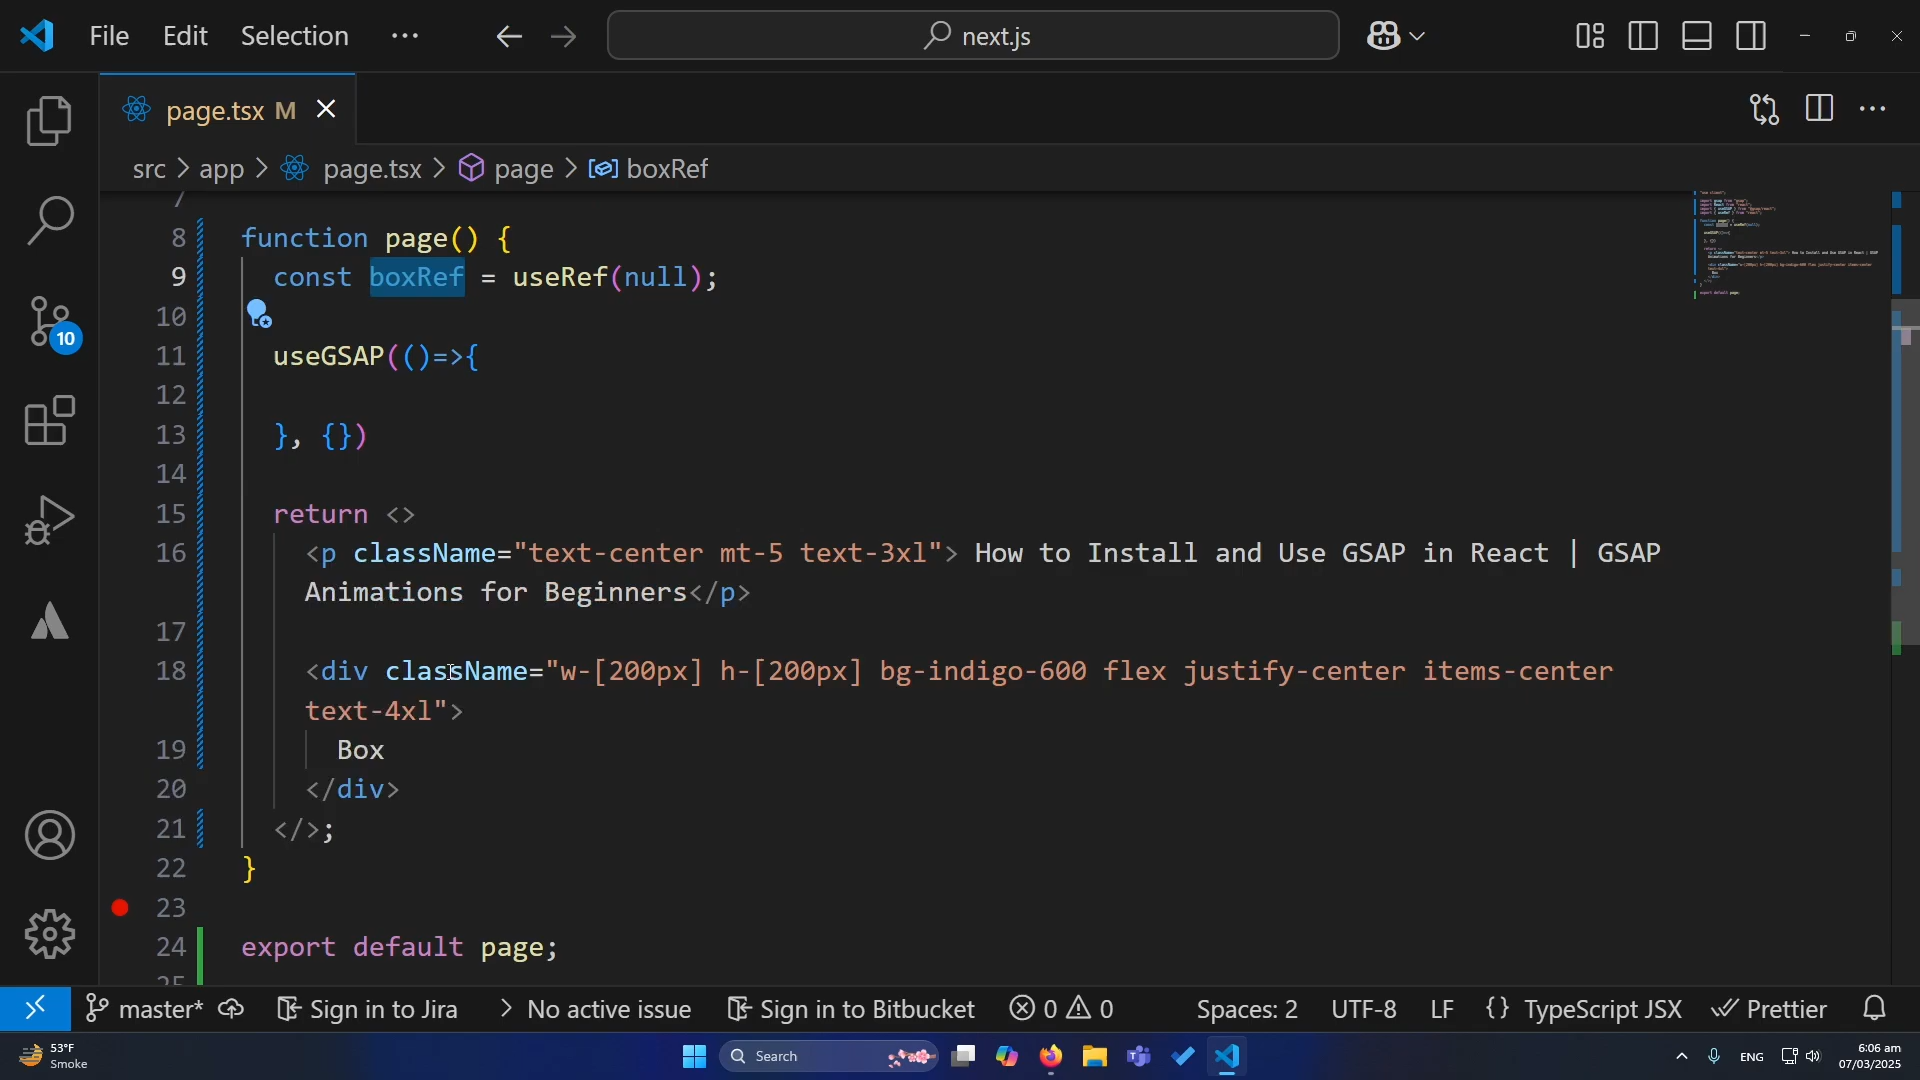 File Edit Selection ··· next.js
page.tsx M
src > app > page.tsx > page > boxRef
7
8 function page() {
9 const boxRef = useRef(null);
10
11 useGSAP(()=>{
12
13 }, {})
14
15 return <>
16 <p className="text-center mt-5 text-3xl"> How to Install and Use GSAP in React | GSAP
Animations for Beginners</p>
17
18 <div className="w-[200px] h-[200px] bg-indigo-600 flex justify-center items-center
text-4xl">
19 Box
20 </div>
21 </>;
22 }
23
24 export default page;
25
10
master* Sign in to Jira > No active issue Sign in to Bitbucket 0 0 Spaces: 2 UTF-8 LF {} TypeScript JSX Prettier
53°F
Smoke
Search
ENG
6:06 am
07/03/2025